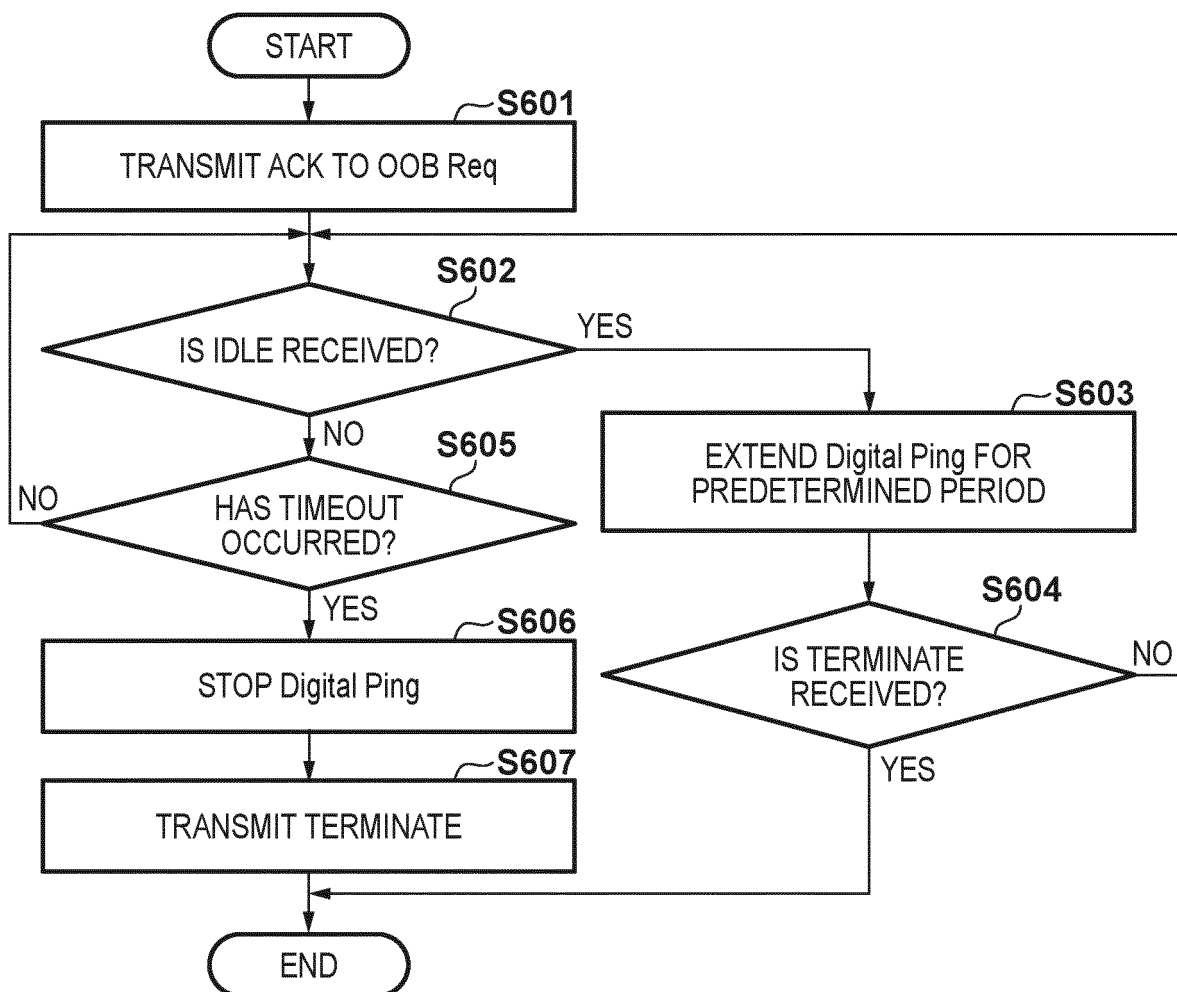 START
S601
TRANSMIT ACK TO OOB Req
S602
IS IDLE RECEIVED?
YES
NO
S603
EXTEND Digital Ping FOR
PREDETERMINED PERIOD
S605
HAS TIMEOUT
OCCURRED?
NO
YES
S604
IS TERMINATE
RECEIVED?
NO
YES
S606
STOP Digital Ping
S607
TRANSMIT TERMINATE
END